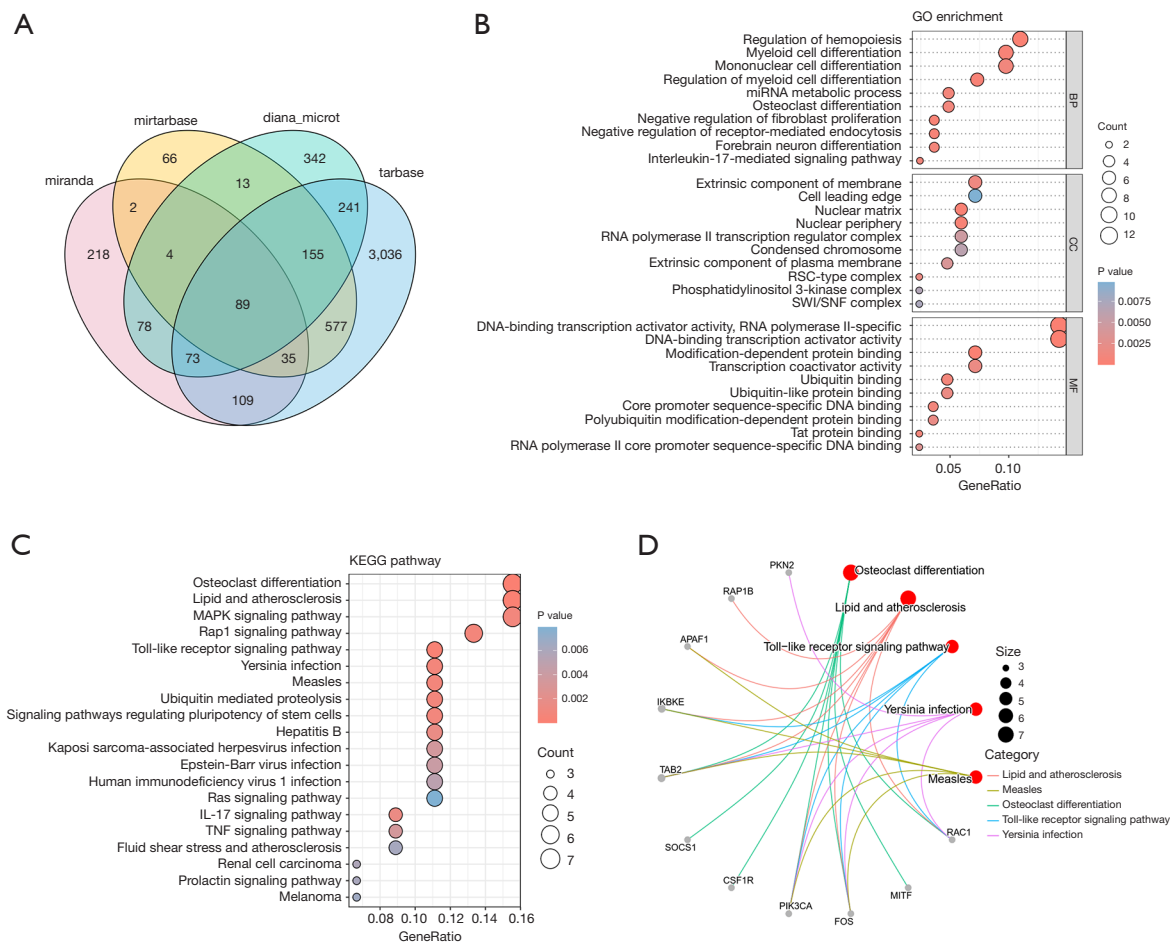 A
mirtarbase
diana_microt
miranda
tarbase
66
342
13
2
241
218
4
155
3,036
89
78
577
73
35
109
B
GO enrichment
Regulation of hemopoiesis
Myeloid cell differentiation
Mononuclear cell differentiation
Regulation of myeloid cell differentiation
miRNA metabolic process
Osteoclast differentiation
Negative regulation of fibroblast proliferation
Negative regulation of receptor-mediated endocytosis
Forebrain neuron differentiation
Interleukin-17-mediated signaling pathway
BP
Extrinsic component of membrane
Cell leading edge
Nuclear matrix
Nuclear periphery
RNA polymerase II transcription regulator complex
Condensed chromosome
Extrinsic component of plasma membrane
RSC-type complex
Phosphatidylinositol 3-kinase complex
SWI/SNF complex
CC
DNA-binding transcription activator activity, RNA polymerase II-specific
DNA-binding transcription activator activity
Modification-dependent protein binding
Transcription coactivator activity
Ubiquitin binding
Ubiquitin-like protein binding
Core promoter sequence-specific DNA binding
Polyubiquitin modification-dependent protein binding
Tat protein binding
RNA polymerase II core promoter sequence-specific DNA binding
MF
0.05
0.10
GeneRatio
Count
2
4
6
8
10
12
P value
0.0075
0.0050
0.0025
C
KEGG pathway
Osteoclast differentiation
Lipid and atherosclerosis
MAPK signaling pathway
Rap1 signaling pathway
Toll-like receptor signaling pathway
Yersinia infection
Measles
Ubiquitin mediated proteolysis
Signaling pathways regulating pluripotency of stem cells
Hepatitis B
Kaposi sarcoma-associated herpesvirus infection
Epstein-Barr virus infection
Human immunodeficiency virus 1 infection
Ras signaling pathway
IL-17 signaling pathway
TNF signaling pathway
Fluid shear stress and atherosclerosis
Renal cell carcinoma
Prolactin signaling pathway
Melanoma
0.08
0.10
0.12
0.14
0.16
GeneRatio
P value
0.006
0.004
0.002
Count
3
4
5
6
7
D
PKN2
Osteoclast differentiation
RAP1B
Lipid and atherosclerosis
APAF1
Toll-like receptor signaling pathway
IKBKE
Yersinia infection
TAB2
Measles
SOCS1
RAC1
CSF1R
MITF
PIK3CA
FOS
Size
3
4
5
6
7
Category
Lipid and atherosclerosis
Measles
Osteoclast differentiation
Toll-like receptor signaling pathway
Yersinia infection